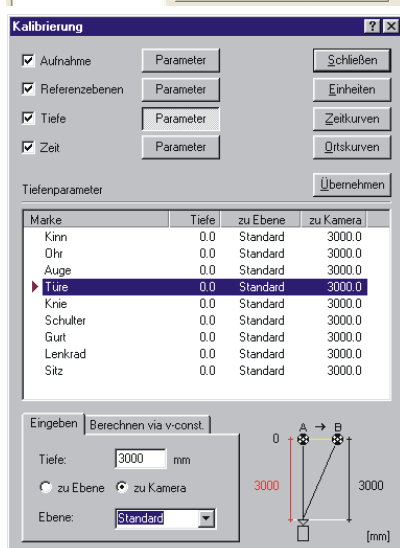 Kalibrierung ? X
Aufnahme Parameter Schließen
Referenzebenen Parameter Einheiten
Tiefe Parameter Zeitkurven
Zeit Parameter Ortskurven
Tiefenparameter Übernehmen
Marke Tiefe zu Ebene zu Kamera
Kinn 0.0 Standard 3000.0
Ohr 0.0 Standard 3000.0
Auge 0.0 Standard 3000.0
Türe 0.0 Standard 3000.0
Knie 0.0 Standard 3000.0
Schulter 0.0 Standard 3000.0
Gurt 0.0 Standard 3000.0
Lenkrad 0.0 Standard 3000.0
Sitz 0.0 Standard 3000.0
Eingeben Berechnen via v-const.
A → B
0
Tiefe: 3000 mm
zu Ebene zu Kamera
3000 3000
Ebene: Standard
[mm]